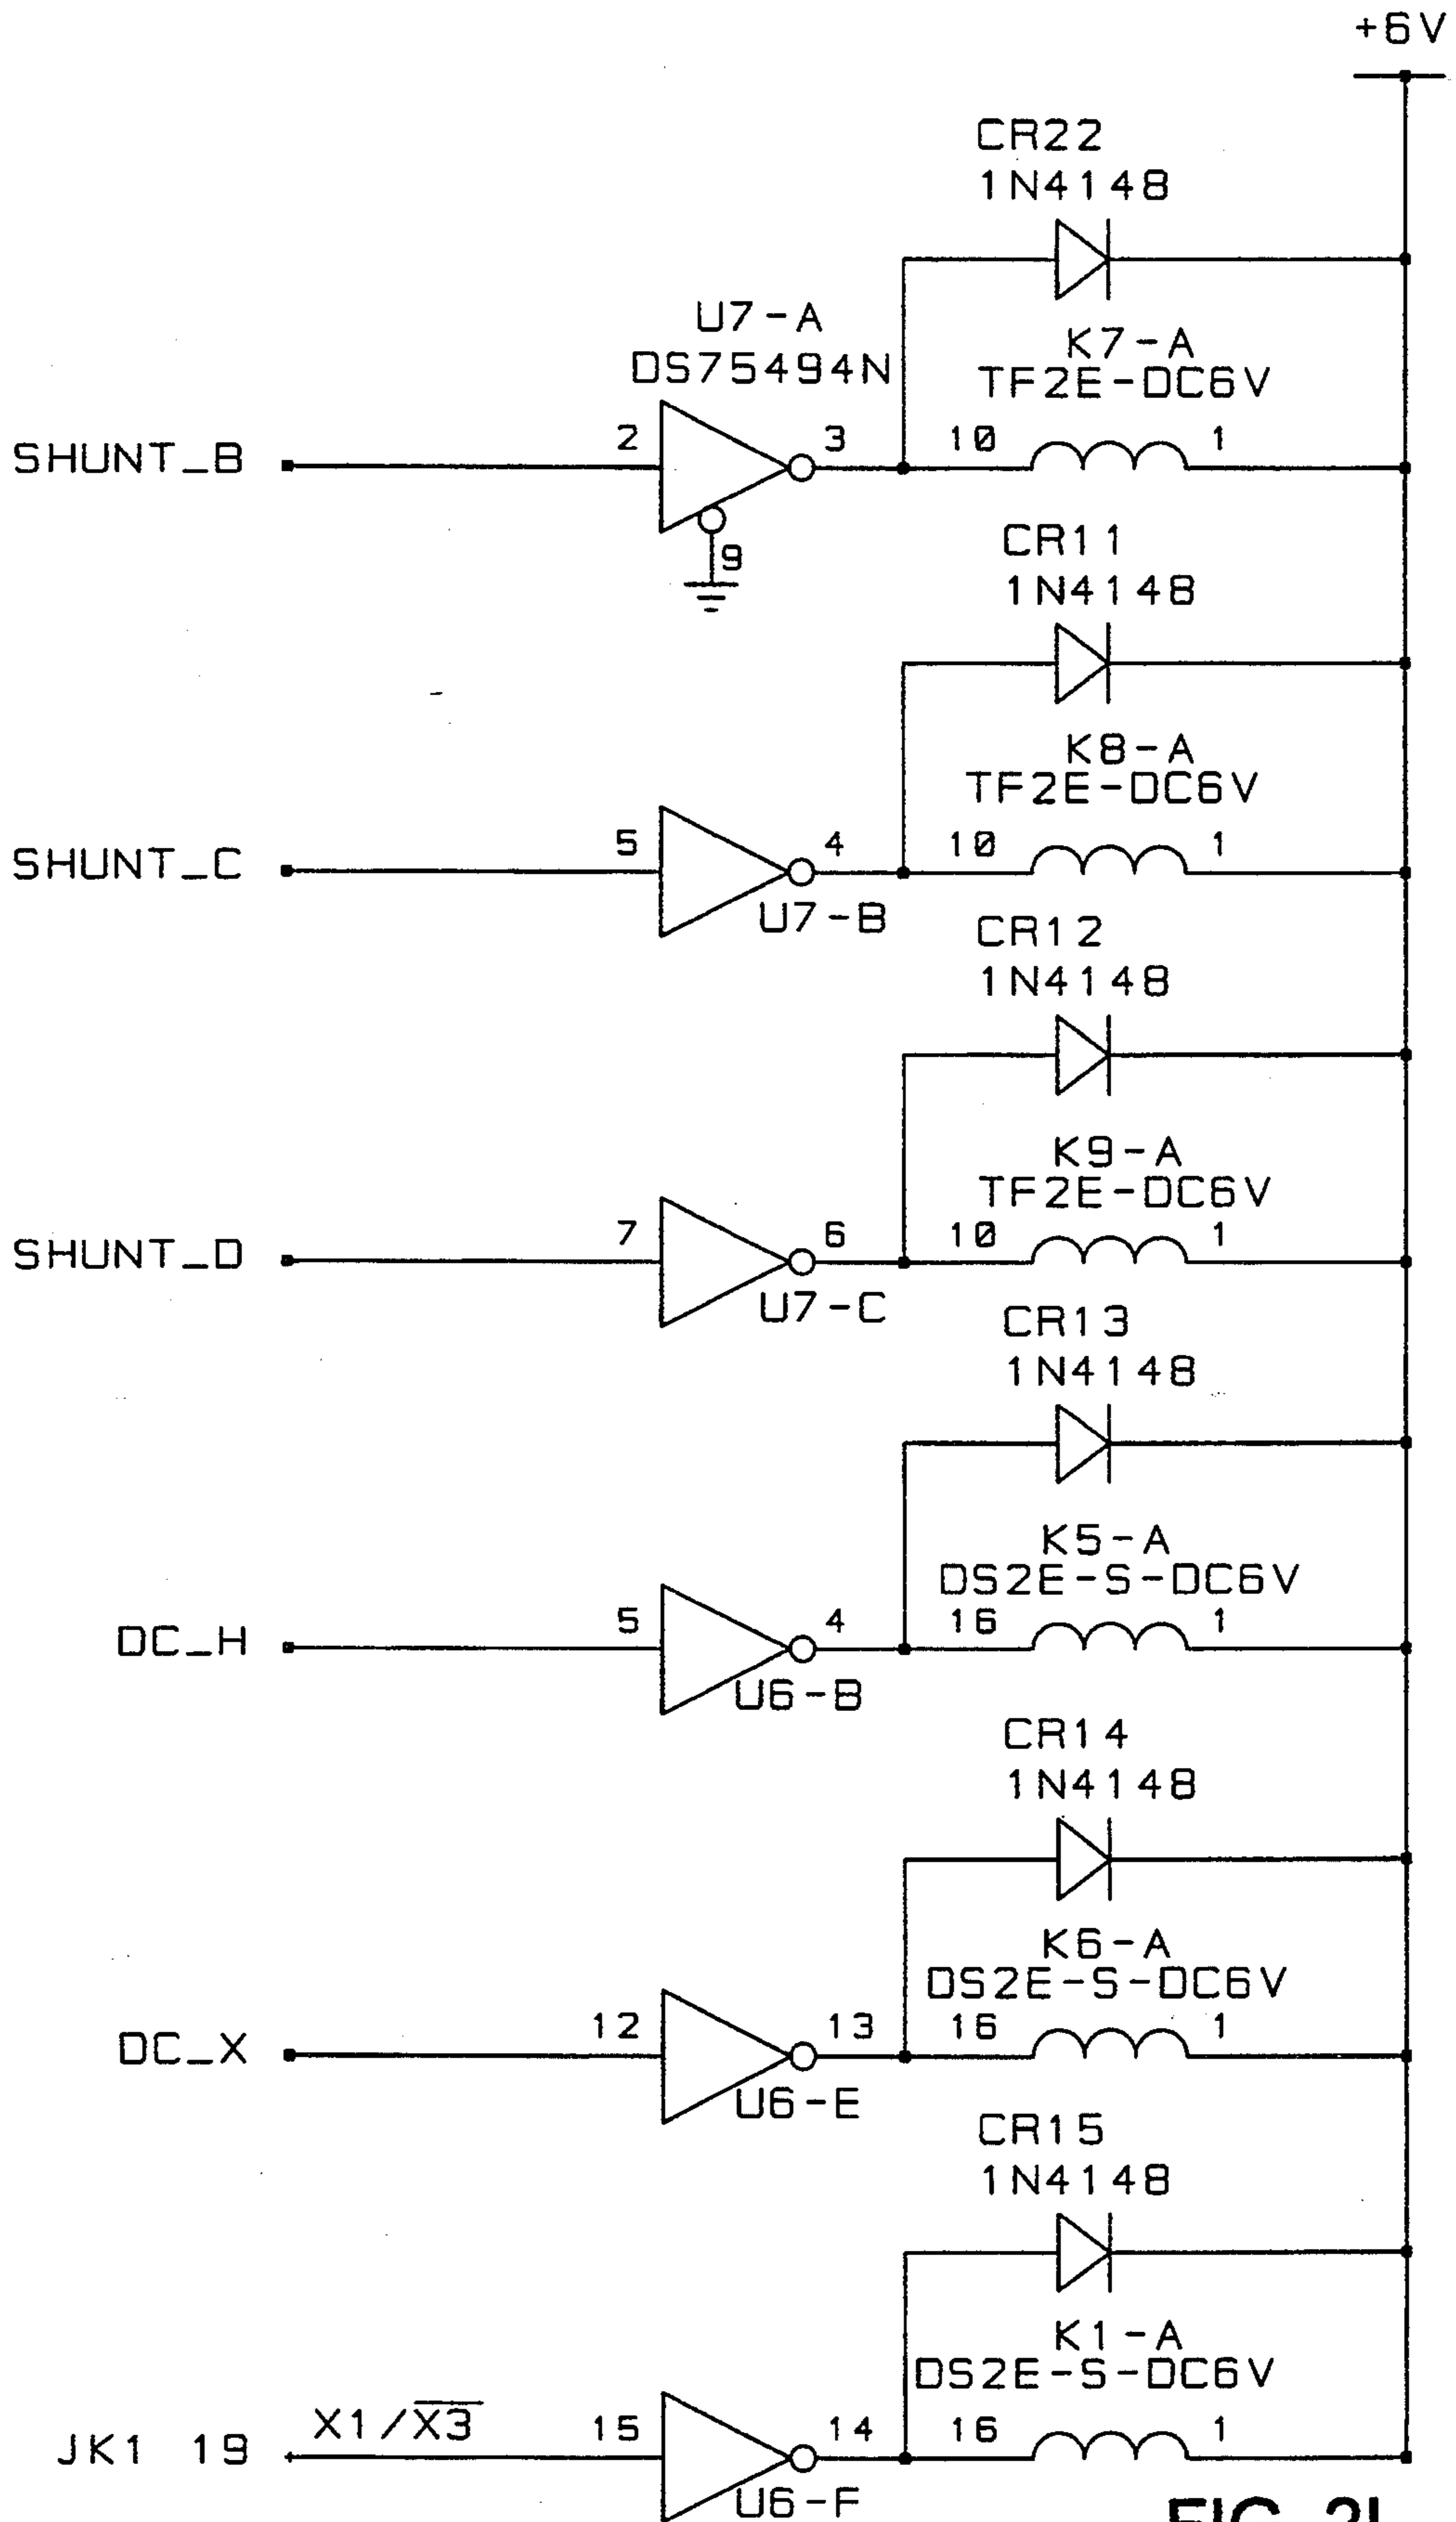 +6V
CR22
1N4148
U7-A
DS75494N
K7-A
TF2E-DC6V
SHUNT_B
2
3
10
1
9
CR11
1N4148
K8-A
TF2E-DC6V
SHUNT_C
5
4
10
1
U7-B
CR12
1N4148
K9-A
TF2E-DC6V
SHUNT_D
7
6
10
1
U7-C
CR13
1N4148
K5-A
DS2E-S-DC6V
DC_H
5
4
16
1
U6-B
CR14
1N4148
K6-A
DS2E-S-DC6V
DC_X
12
13
16
1
U6-E
CR15
1N4148
K1-A
DS2E-S-DC6V
JK1 19
X1/X̅3̅
15
14
16
1
U6-F